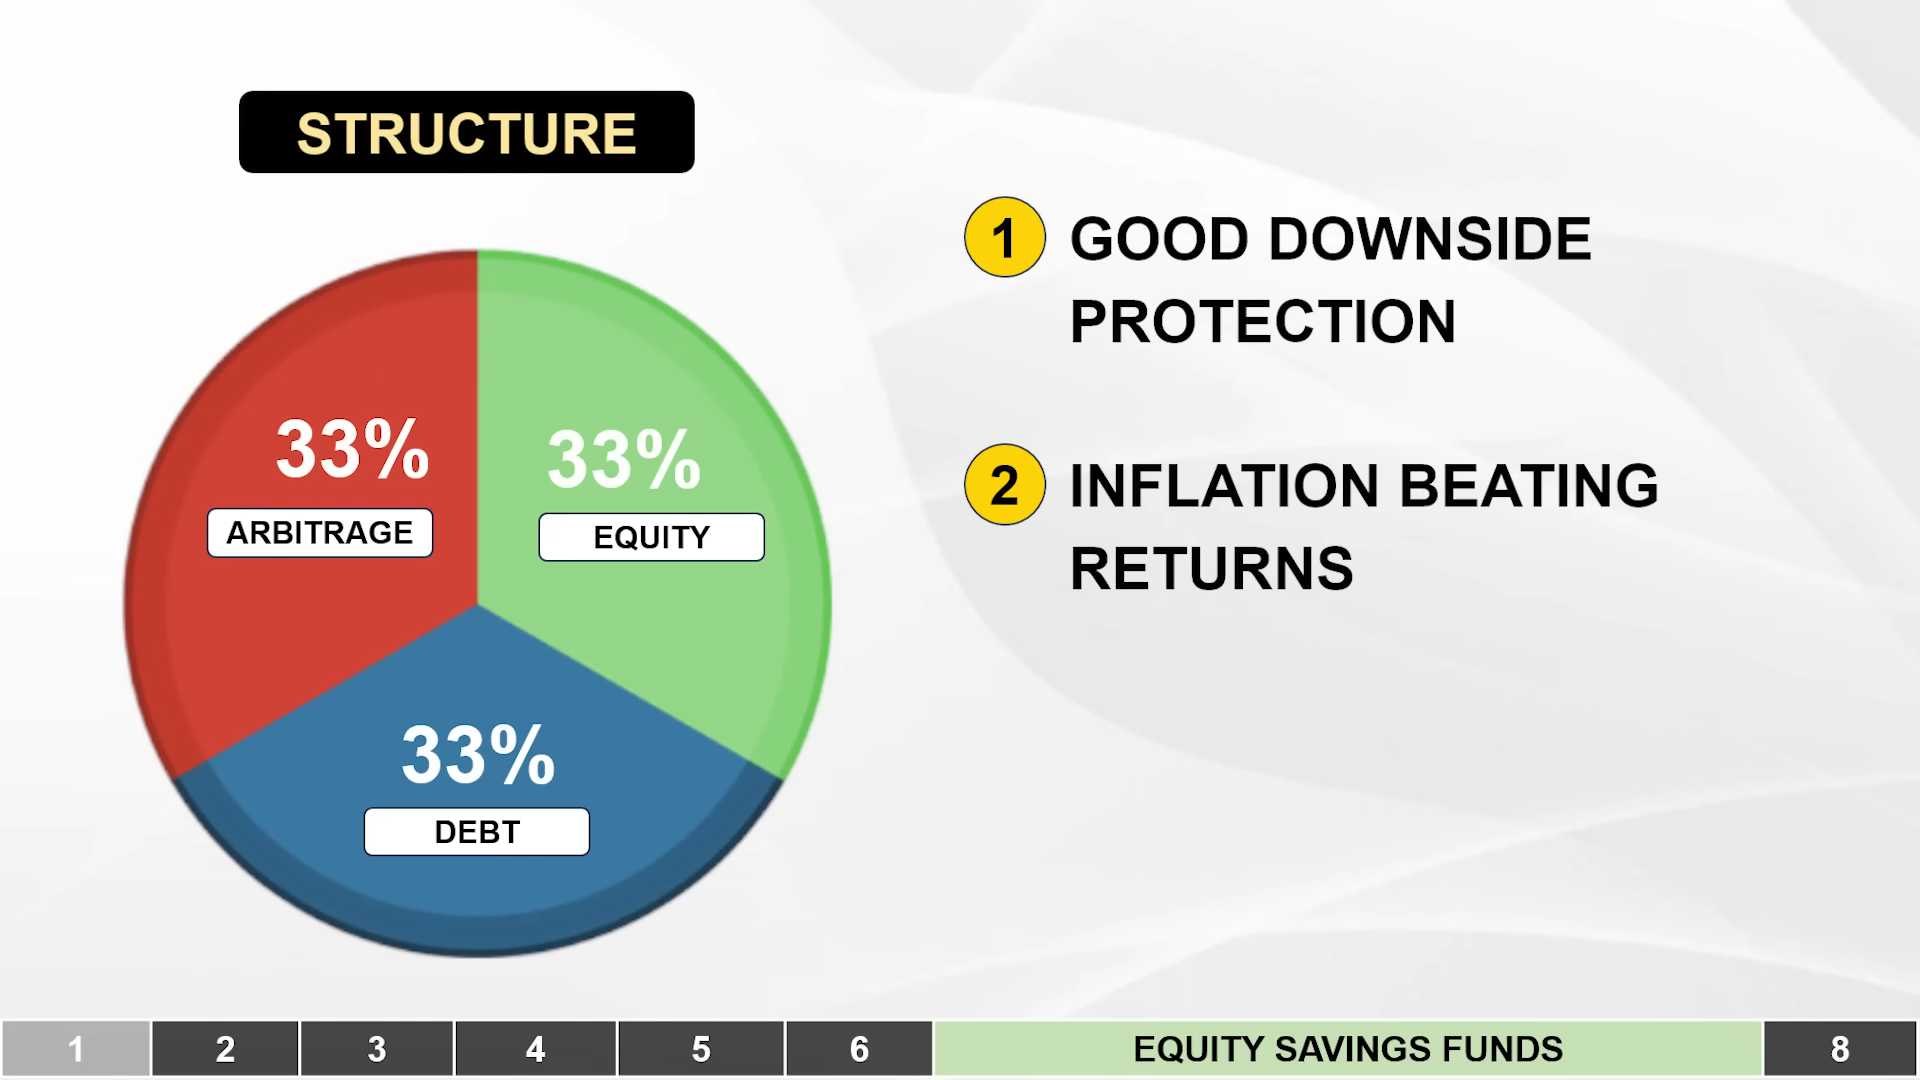 STRUCTURE
33%
ARBITRAGE
33%
EQUITY
33%
DEBT
1 GOOD DOWNSIDE
PROTECTION
2 INFLATION BEATING
RETURNS
1 2 3 4 5 6 EQUITY SAVINGS FUNDS 8